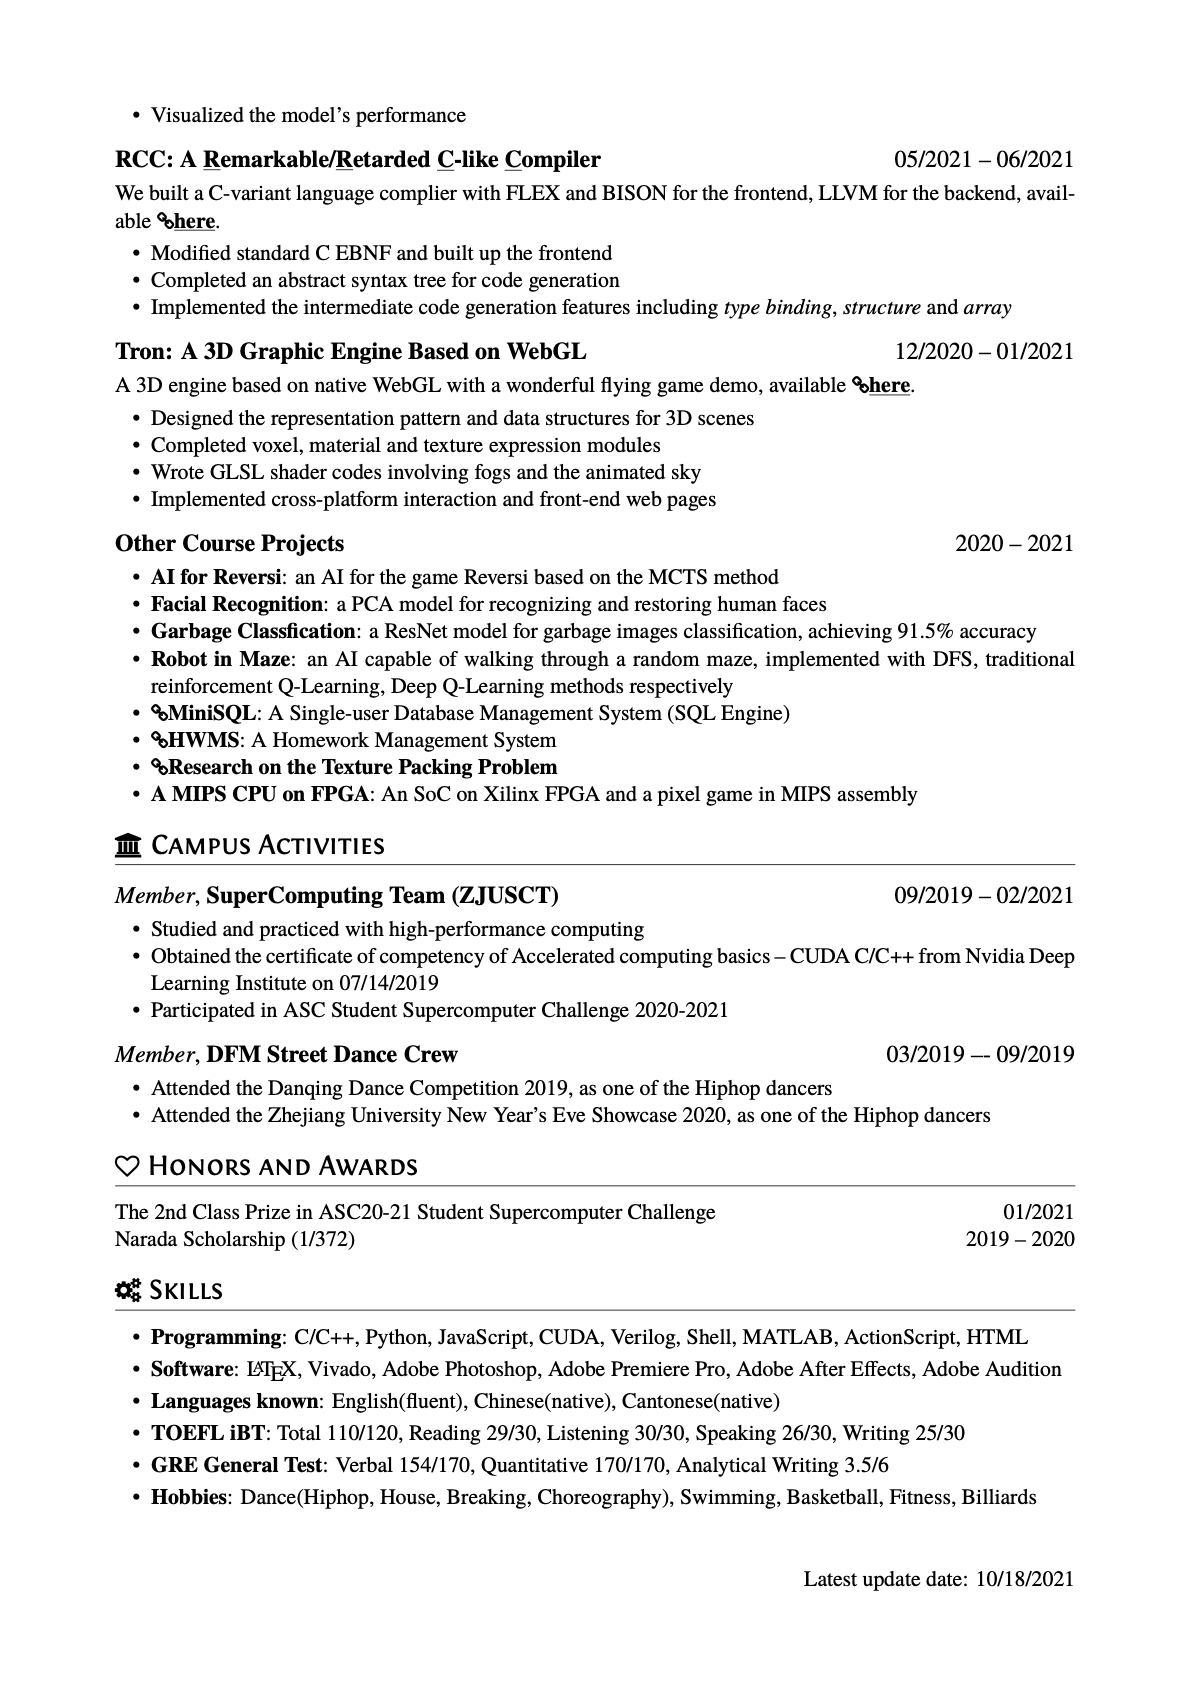 • Visualized the model's performance
RCC: A Remarkable/Retarded C-like Compiler 05/2021 – 06/2021
We built a C-variant language complier with FLEX and BISON for the frontend, LLVM for the backend, avail-
able here.
• Modified standard C EBNF and built up the frontend
• Completed an abstract syntax tree for code generation
• Implemented the intermediate code generation features including type binding, structure and array
Tron: A 3D Graphic Engine Based on WebGL 12/2020 – 01/2021
A 3D engine based on native WebGL with a wonderful flying game demo, available here.
• Designed the representation pattern and data structures for 3D scenes
• Completed voxel, material and texture expression modules
• Wrote GLSL shader codes involving fogs and the animated sky
• Implemented cross-platform interaction and front-end web pages
Other Course Projects 2020 – 2021
• AI for Reversi: an AI for the game Reversi based on the MCTS method
• Facial Recognition: a PCA model for recognizing and restoring human faces
• Garbage Classfication: a ResNet model for garbage images classification, achieving 91.5% accuracy
• Robot in Maze: an AI capable of walking through a random maze, implemented with DFS, traditional
reinforcement Q-Learning, Deep Q-Learning methods respectively
• MiniSQL: A Single-user Database Management System (SQL Engine)
• HWMS: A Homework Management System
• Research on the Texture Packing Problem
• A MIPS CPU on FPGA: An SoC on Xilinx FPGA and a pixel game in MIPS assembly
CAMPUS ACTIVITIES
Member, SuperComputing Team (ZJUSCT) 09/2019 – 02/2021
• Studied and practiced with high-performance computing
• Obtained the certificate of competency of Accelerated computing basics – CUDA C/C++ from Nvidia Deep
Learning Institute on 07/14/2019
• Participated in ASC Student Supercomputer Challenge 2020-2021
Member, DFM Street Dance Crew 03/2019 –- 09/2019
• Attended the Danqing Dance Competition 2019, as one of the Hiphop dancers
• Attended the Zhejiang University New Year's Eve Showcase 2020, as one of the Hiphop dancers
HONORS AND AWARDS
The 2nd Class Prize in ASC20-21 Student Supercomputer Challenge 01/2021
Narada Scholarship (1/372) 2019 – 2020
SKILLS
• Programming: C/C++, Python, JavaScript, CUDA, Verilog, Shell, MATLAB, ActionScript, HTML
• Software: LATEX, Vivado, Adobe Photoshop, Adobe Premiere Pro, Adobe After Effects, Adobe Audition
• Languages known: English(fluent), Chinese(native), Cantonese(native)
• TOEFL iBT: Total 110/120, Reading 29/30, Listening 30/30, Speaking 26/30, Writing 25/30
• GRE General Test: Verbal 154/170, Quantitative 170/170, Analytical Writing 3.5/6
• Hobbies: Dance(Hiphop, House, Breaking, Choreography), Swimming, Basketball, Fitness, Billiards
Latest update date: 10/18/2021